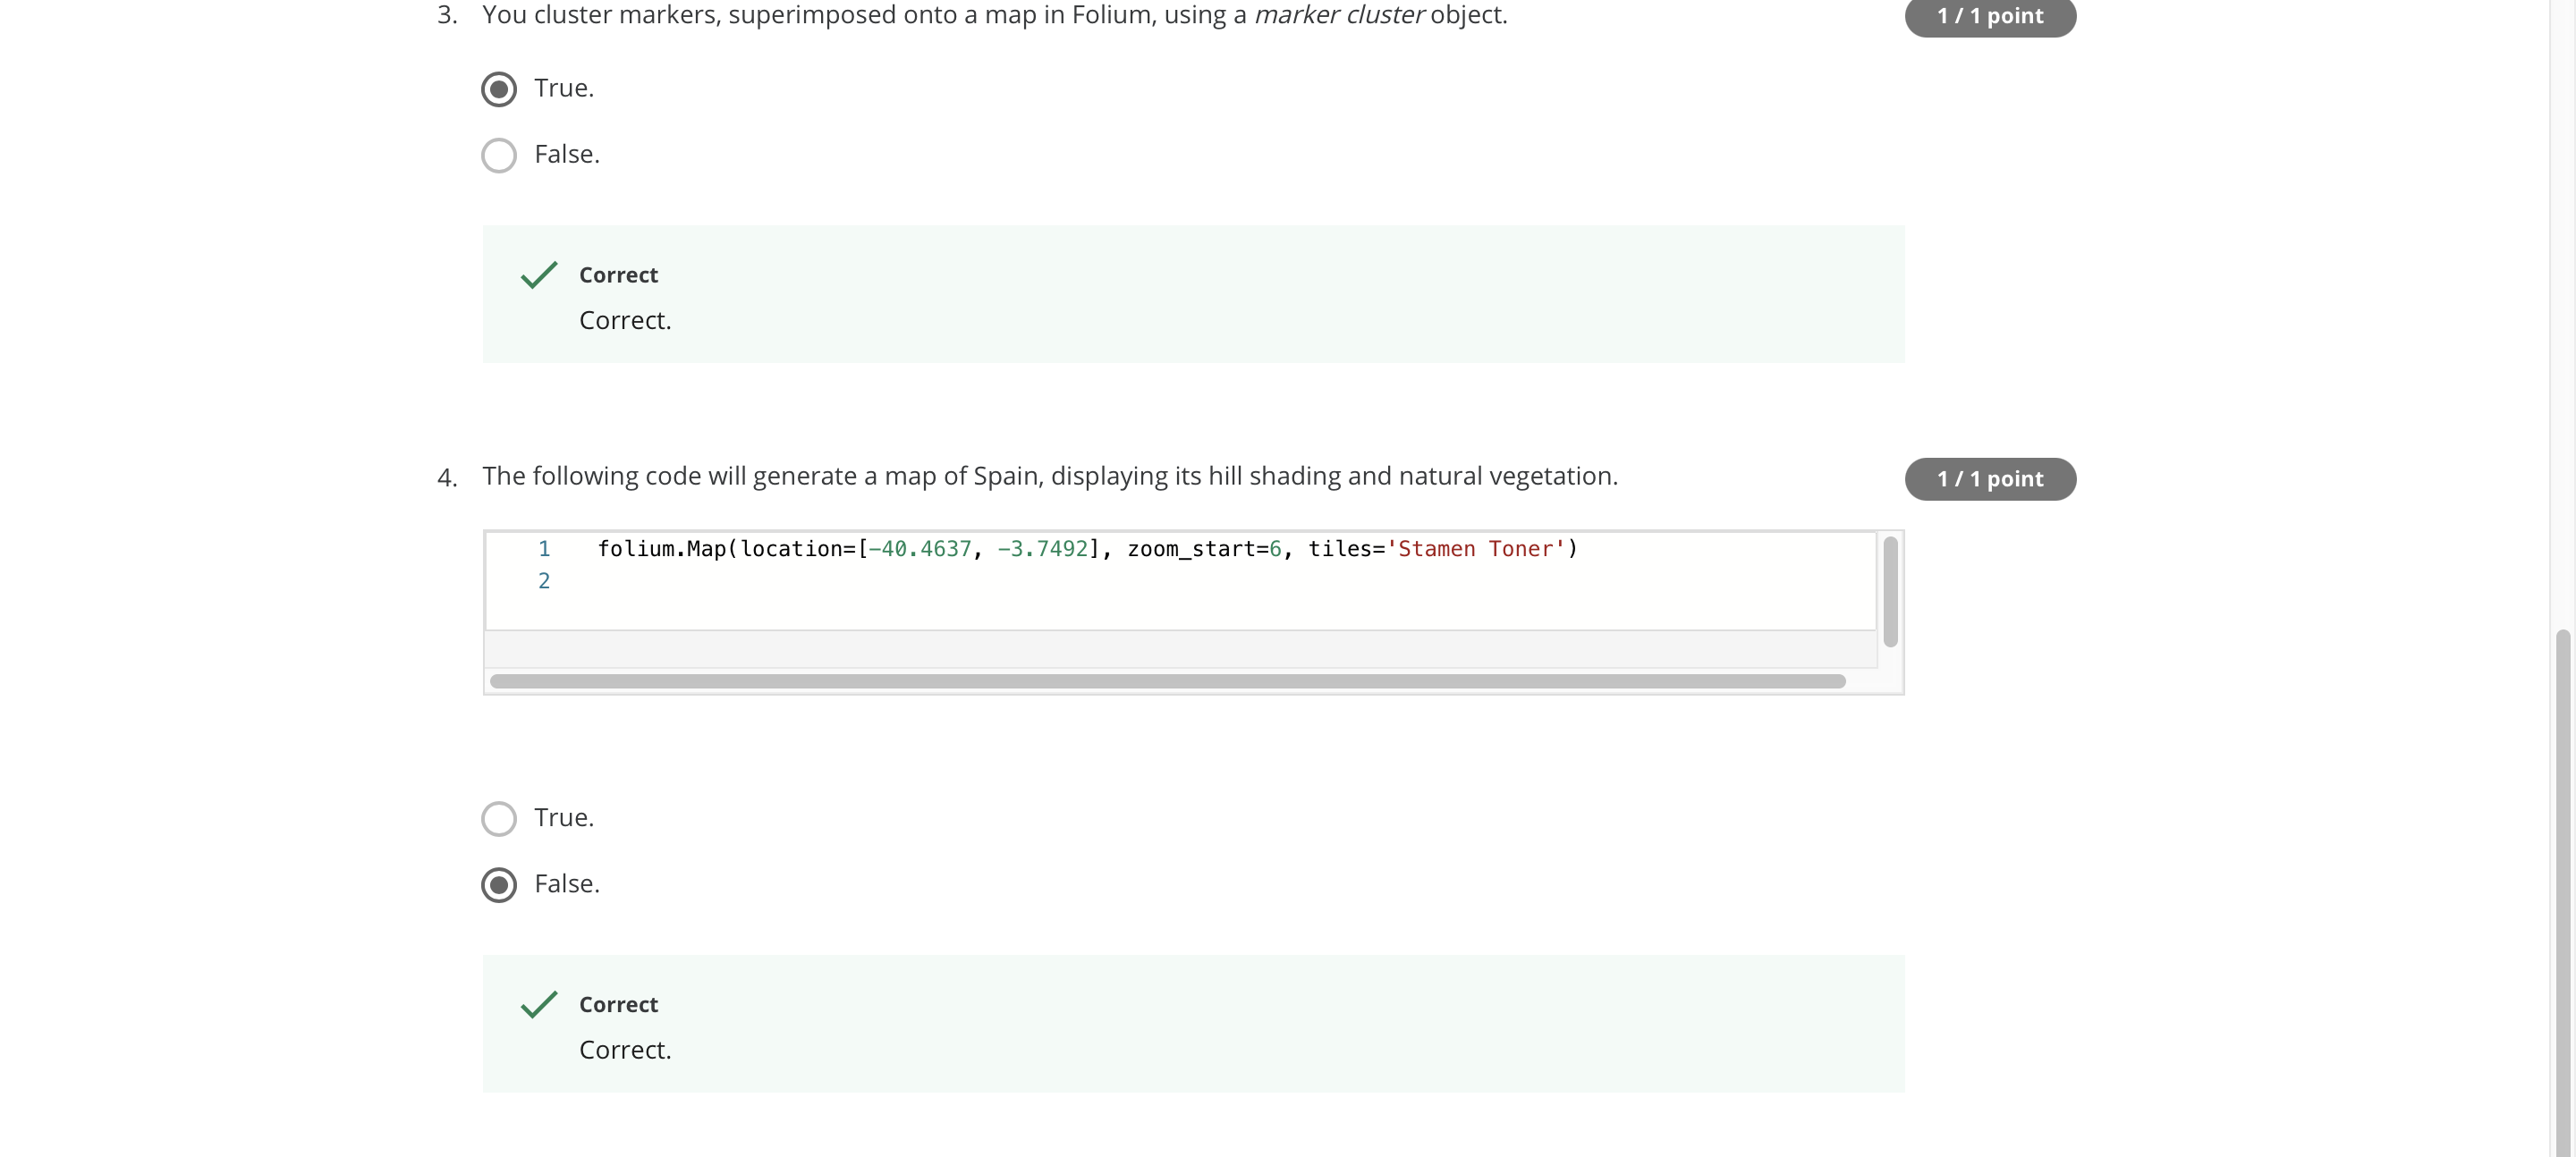 3. You cluster markers, superimposed onto a map in Folium, using a marker cluster object.
1 / 1 point
True.
False.
Correct
Correct.
4. The following code will generate a map of Spain, displaying its hill shading and natural vegetation.
1 / 1 point
1 folium.Map(location=[-40.4637, -3.7492], zoom_start=6, tiles='Stamen Toner')
2
True.
False.
Correct
Correct.